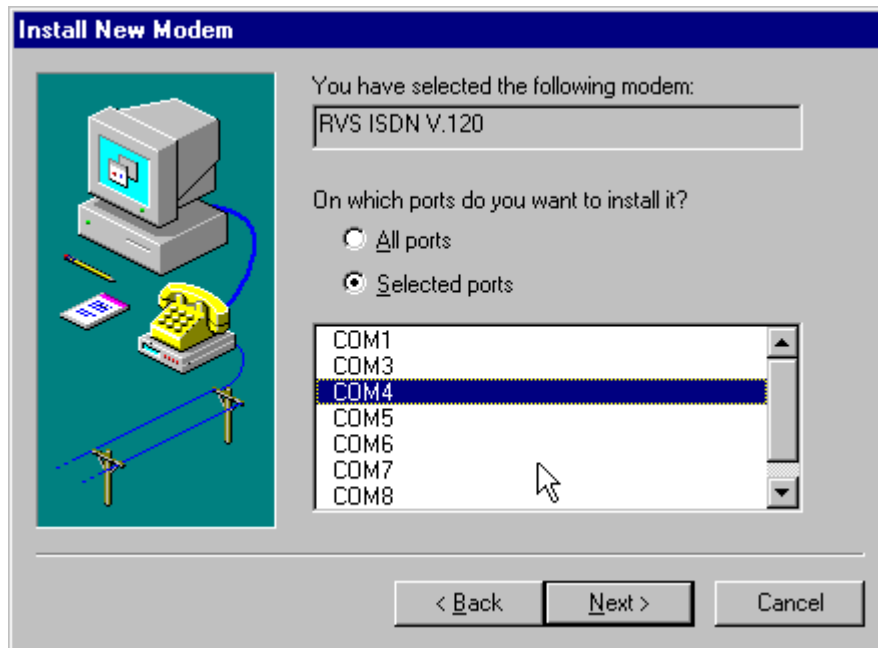 Install New Modem
You have selected the following modem:
RVS ISDN V.120
On which ports do you want to install it?
All ports
Selected ports
COM1
COM3
COM4
COM5
COM6
COM7
COM8
< Back
Next >
Cancel